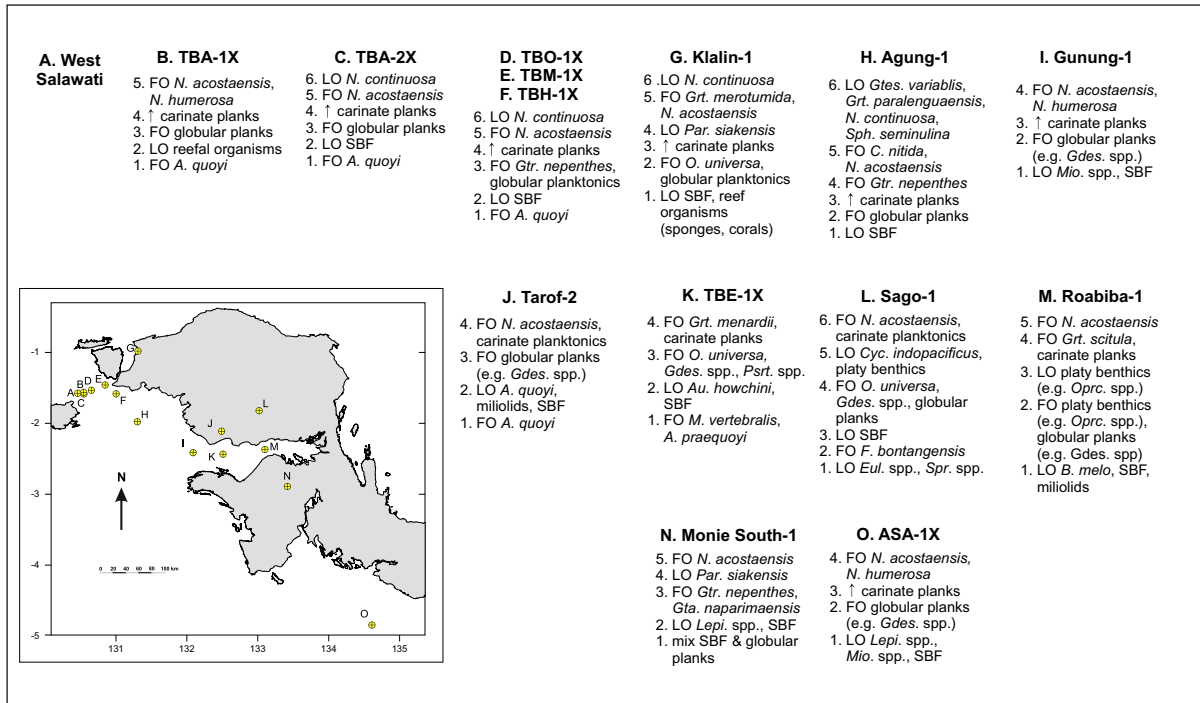 A. West
Salawati
B. TBA-1X
5. FO N. acostaensis,
N. humerosa
4. ↑ carinate planks
3. FO globular planks
2. LO reefal organisms
1. FO A. quoyi
C. TBA-2X
6. LO N. continuosa
5. FO N. acostaensis
4. ↑ carinate planks
3. FO globular planks
2. LO SBF
1. FO A. quoyi
D. TBO-1X
E. TBM-1X
F. TBH-1X
6. LO N. continuosa
5. FO N. acostaensis
4. ↑ carinate planks
3. FO Gtr. nepenthes,
globular planktonics
2. LO SBF
1. FO A. quoyi
G. Klalin-1
6 .LO N. continuosa
5. FO Grt. merotumida,
N. acostaensis
4. LO Par. siakensis
3. ↑ carinate planks
2. FO O. universa,
globular planktonics
1. LO SBF, reef
organisms
(sponges, corals)
H. Agung-1
6. LO Gtes. variablis,
Grt. paralenguaensis,
N. continuosa,
Sph. seminulina
5. FO C. nitida,
N. acostaensis
4. FO Gtr. nepenthes
3. ↑ carinate planks
2. FO globular planks
1. LO SBF
I. Gunung-1
4. FO N. acostaensis,
N. humerosa
3. ↑ carinate planks
2. FO globular planks
(e.g. Gdes. spp.)
1. LO Mio. spp., SBF
J. Tarof-2
4. FO N. acostaensis,
carinate planktonics
3. FO globular planks
(e.g. Gdes. spp.)
2. LO A. quoyi,
miliolids, SBF
1. FO A. quoyi
K. TBE-1X
4. FO Grt. menardii,
carinate planks
3. FO O. universa,
Gdes. spp., Psrt. spp.
2. LO Au. howchini,
SBF
1. FO M. vertebralis,
A. praequoyi
L. Sago-1
6. FO N. acostaensis,
carinate planktonics
5. LO Cyc. indopacificus,
platy benthics
4. FO O. universa,
Gdes. spp., globular
planks
3. LO SBF
2. FO F. bontangensis
1. LO Eul. spp., Spr. spp.
M. Roabiba-1
5. FO N. acostaensis
4. FO Grt. scitula,
carinate planks
3. LO platy benthics
(e.g. Oprc. spp.)
2. FO platy benthics
(e.g. Oprc. spp.),
globular planks
(e.g. Gdes. spp)
1. LO B. melo, SBF,
miliolids
N. Monie South-1
5. FO N. acostaensis
4. LO Par. siakensis
3. FO Gtr. nepenthes,
Gta. naparimaensis
2. LO Lepi. spp., SBF
1. mix SBF & globular
planks
O. ASA-1X
4. FO N. acostaensis,
N. humerosa
3. ↑ carinate planks
2. FO globular planks
(e.g. Gdes. spp.)
1. LO Lepi. spp.,
Mio. spp., SBF
-1
-2
-3
-4
-5
131
132
133
134
135
G
A
B
D
E
C
F
H
L
J
I
K
M
N
O
N
0 20 40 60 80 100 km